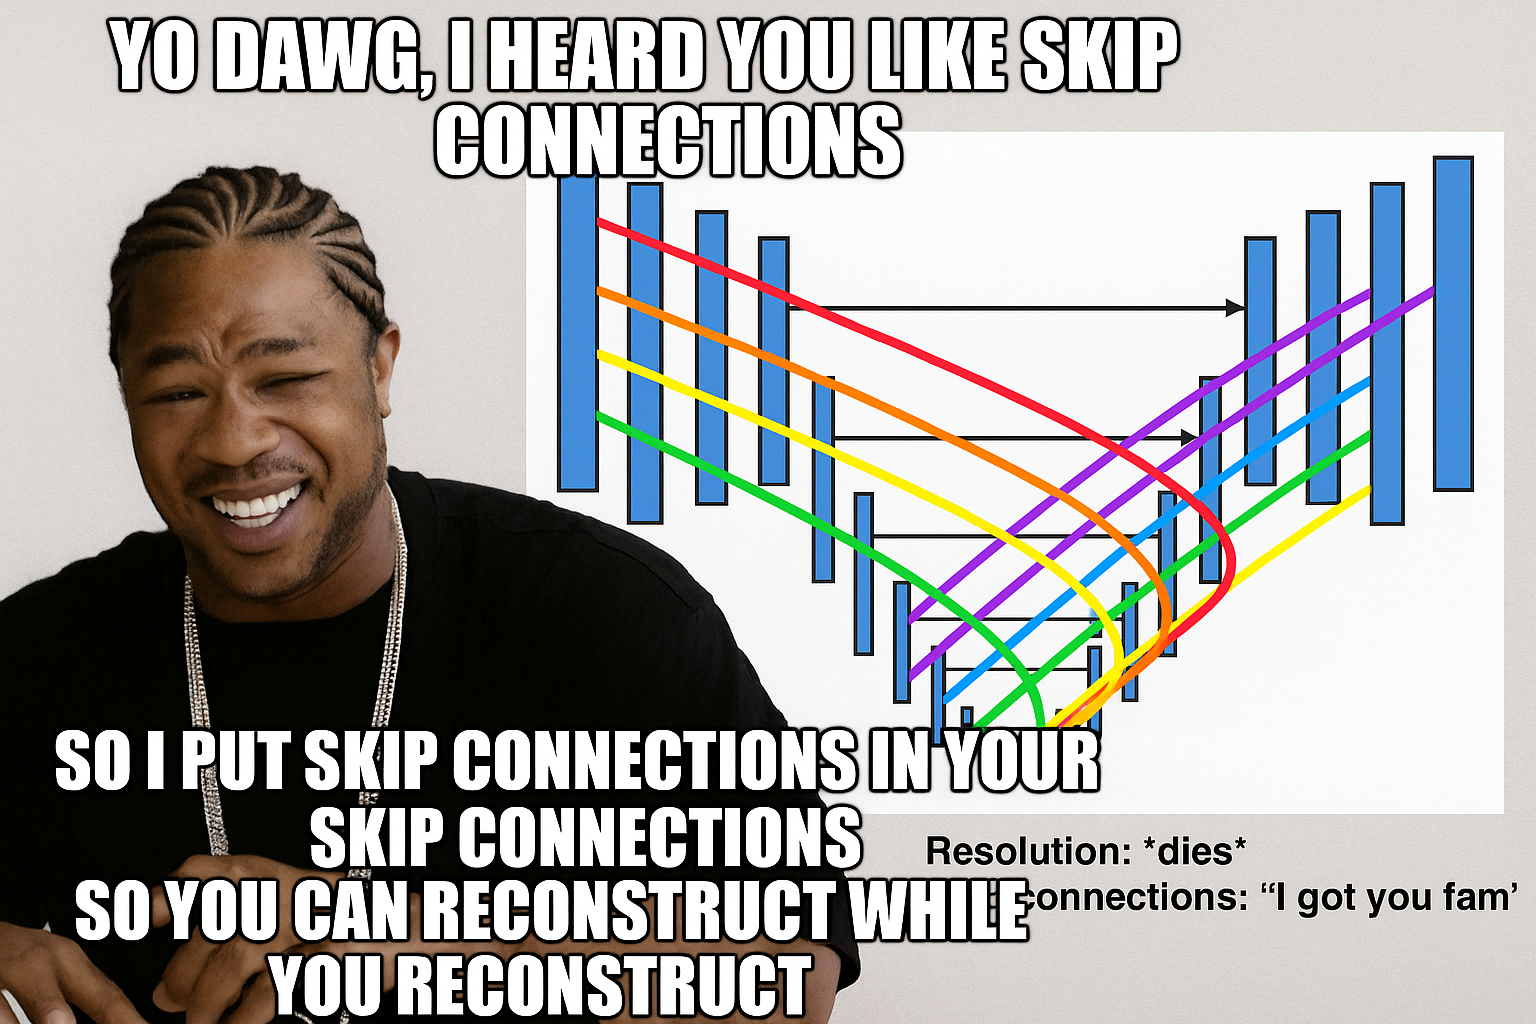 YO DAWG, I HEARD YOU LIKE SKIP
CONNECTIONS
SO I PUT SKIP CONNECTIONS IN YOUR
SKIP CONNECTIONS
SO YOU CAN RECONSTRUCT WHILE
YOU RECONSTRUCT
Resolution: *dies*
connections: “I got you fam’